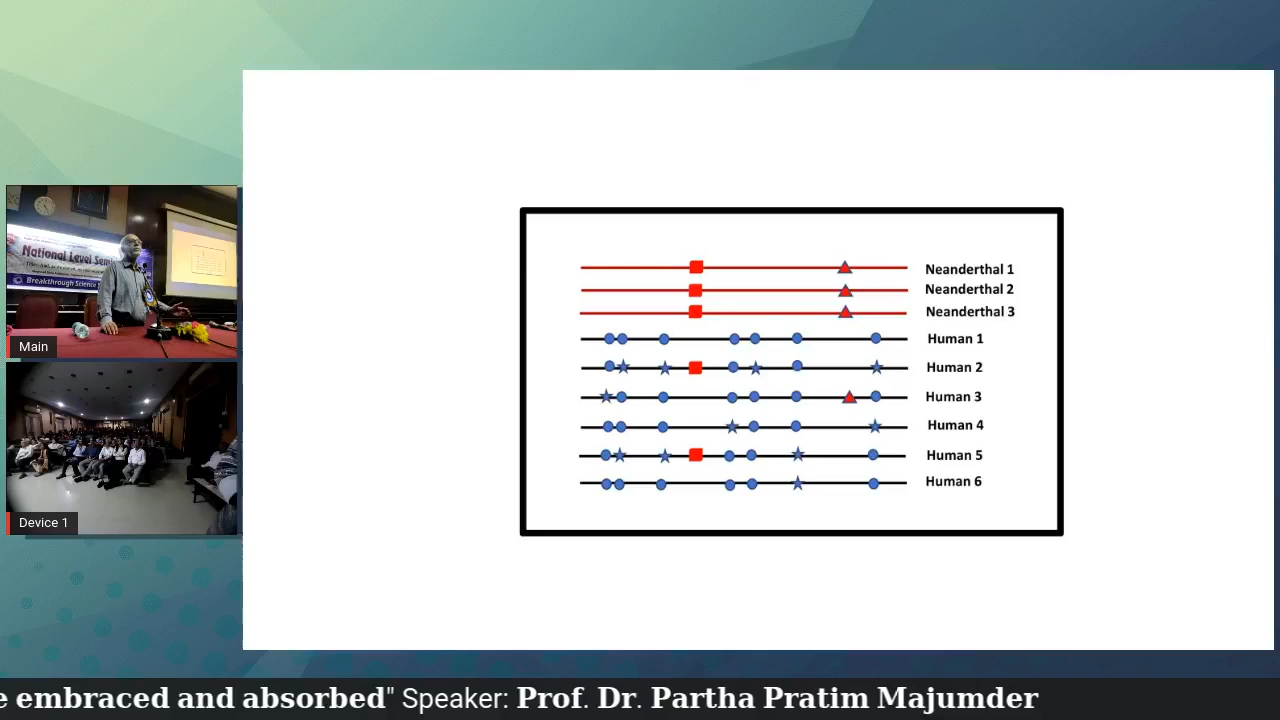 National Level Semi
Breakthrough Science
Main
Device 1
Neanderthal 1
Neanderthal 2
Neanderthal 3
Human 1
Human 2
Human 3
Human 4
Human 5
Human 6
e embraced and absorbed" Speaker: Prof. Dr. Partha Pratim Majumder